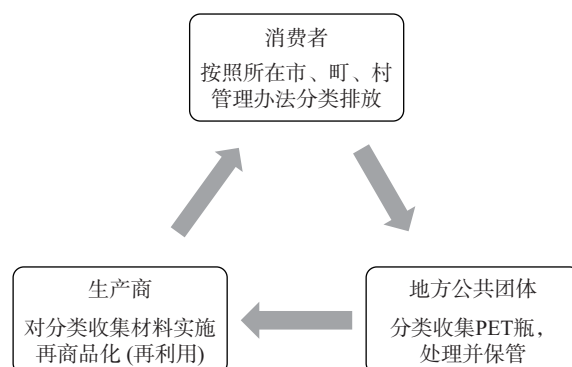 消费者
按照所在市、町、村
管理办法分类排放
生产商
对分类收集材料实施
再商品化 (再利用)
地方公共团体
分类收集PET瓶，
处理并保管